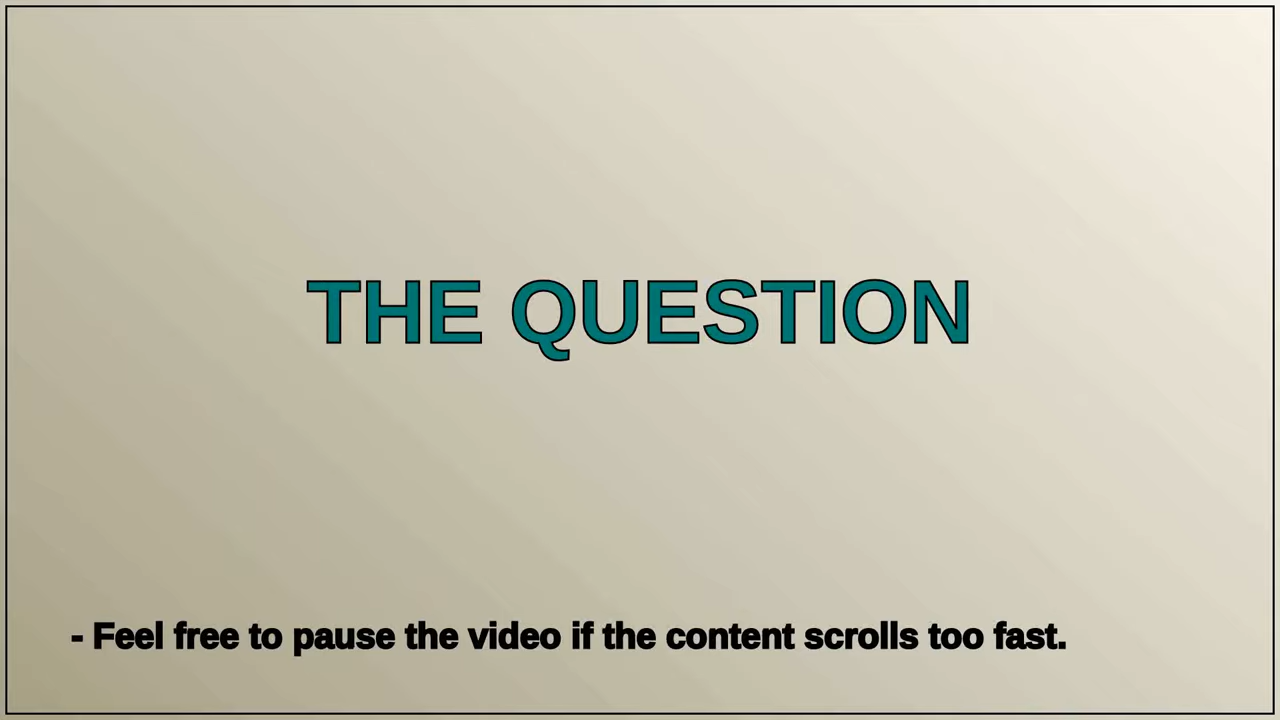 THE QUESTION
- Feel free to pause the video if the content scrolls too fast.